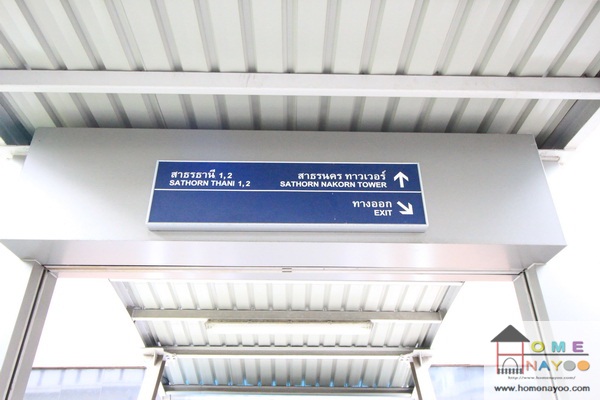 สาธรธานี 1, 2
SATHORN THANI 1, 2
สาธรนคร ทาวเวอร์
SATHORN NAKORN TOWER
ทางออก
EXIT
HOME
NAYOO
www.homenayoo.com